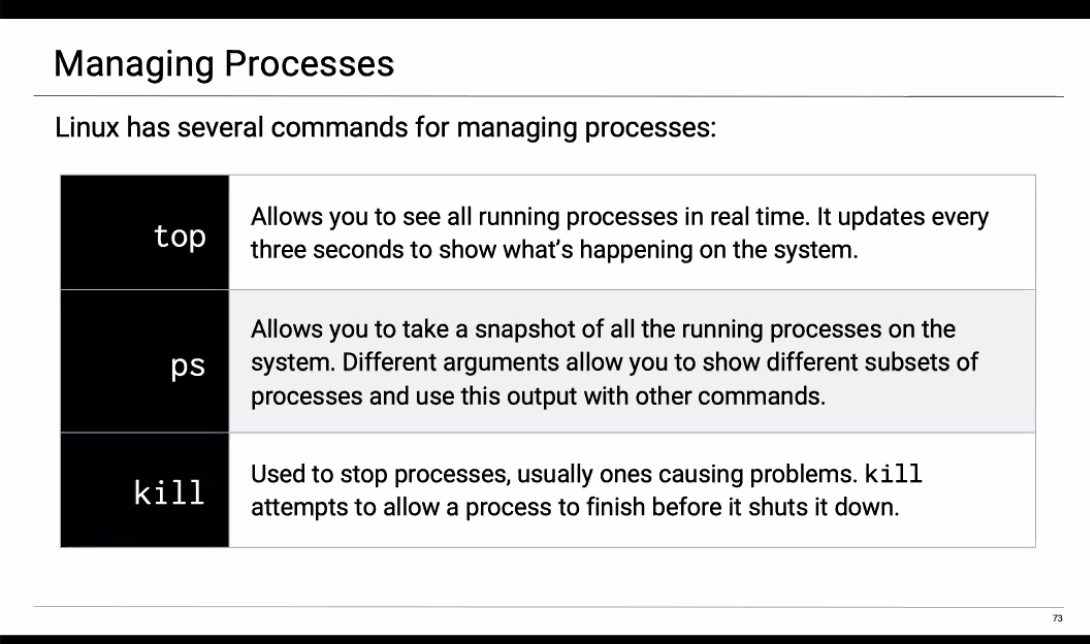 Managing Processes
Linux has several commands for managing processes:
top
Allows you to see all running processes in real time. It updates every
three seconds to show what’s happening on the system.
ps
Allows you to take a snapshot of all the running processes on the
system. Different arguments allow you to show different subsets of
processes and use this output with other commands.
kill
Used to stop processes, usually ones causing problems. kill
attempts to allow a process to finish before it shuts it down.
73